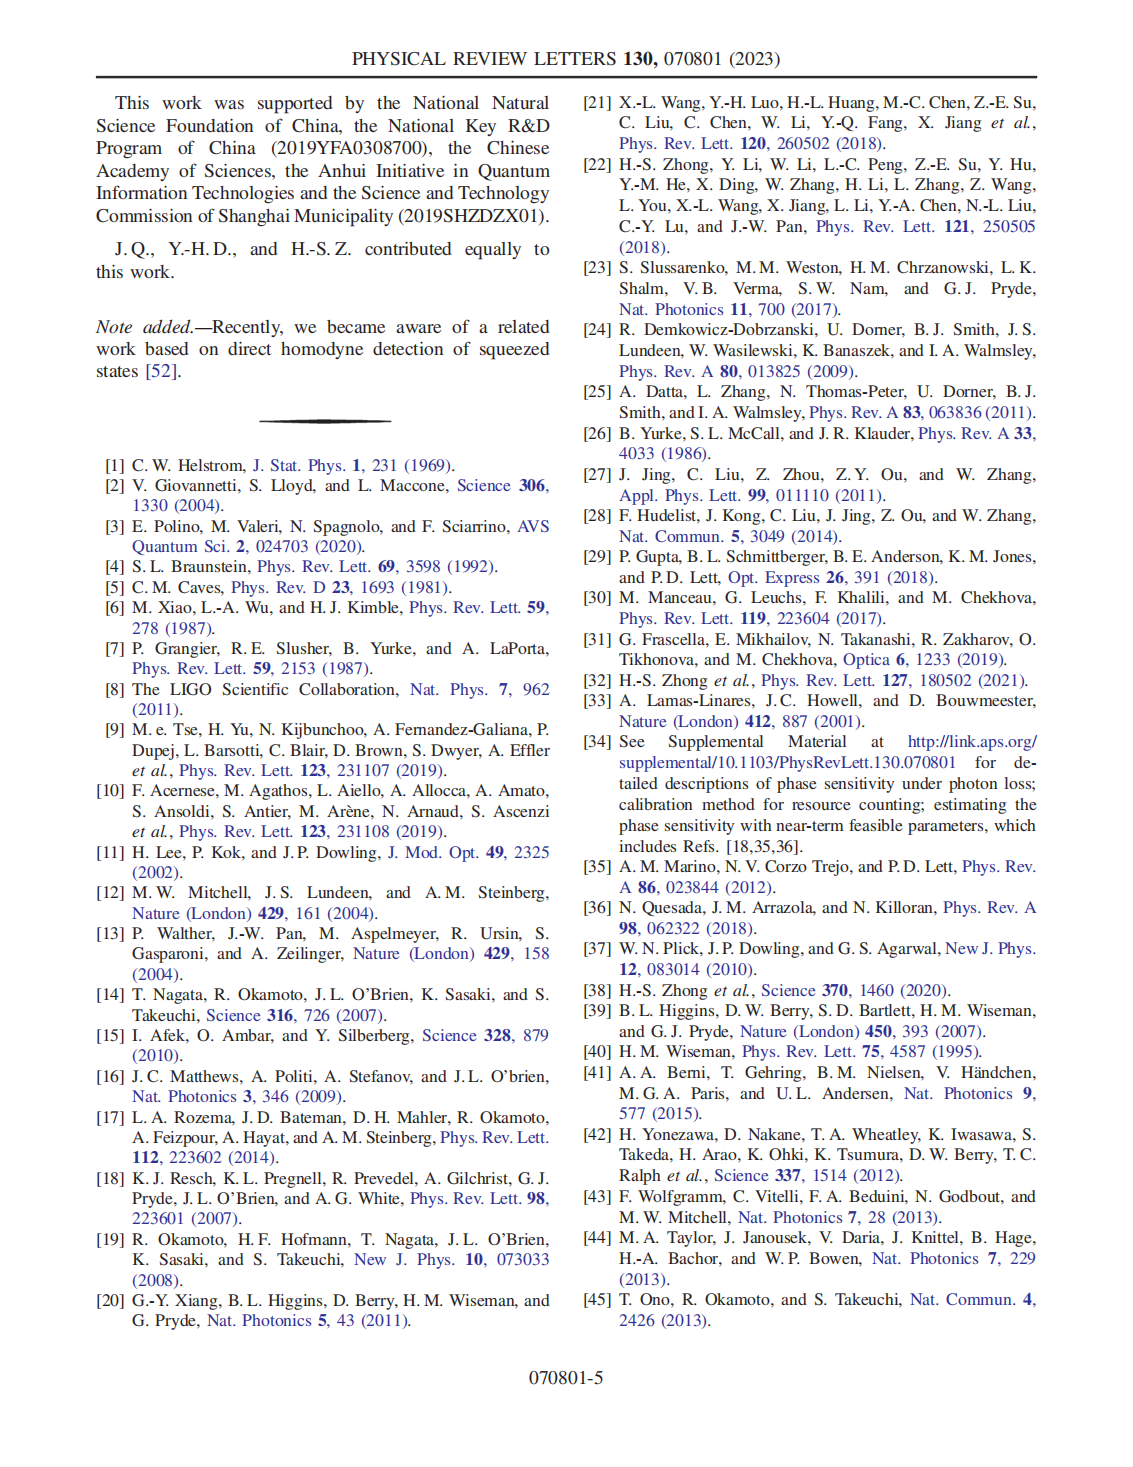 PHYSICAL REVIEW LETTERS 130, 070801 (2023)
This work was supported by the National Natural
Science Foundation of China, the National Key R&D
Program of China (2019YFA0308700), the Chinese
Academy of Sciences, the Anhui Initiative in Quantum
Information Technologies and the Science and Technology
Commission of Shanghai Municipality (2019SHZDZX01).
J. Q., Y.-H. D., and H.-S. Z. contributed equally to
this work.
Note added.—Recently, we became aware of a related
work based on direct homodyne detection of squeezed
states [52].
[1] C. W. Helstrom, J. Stat. Phys. 1, 231 (1969).
[2] V. Giovannetti, S. Lloyd, and L. Maccone, Science 306,
1330 (2004).
[3] E. Polino, M. Valeri, N. Spagnolo, and F. Sciarrino, AVS
Quantum Sci. 2, 024703 (2020).
[4] S. L. Braunstein, Phys. Rev. Lett. 69, 3598 (1992).
[5] C. M. Caves, Phys. Rev. D 23, 1693 (1981).
[6] M. Xiao, L.-A. Wu, and H. J. Kimble, Phys. Rev. Lett. 59,
278 (1987).
[7] P. Grangier, R. E. Slusher, B. Yurke, and A. LaPorta,
Phys. Rev. Lett. 59, 2153 (1987).
[8] The LIGO Scientific Collaboration, Nat. Phys. 7, 962
(2011).
[9] M. e. Tse, H. Yu, N. Kijbunchoo, A. Fernandez-Galiana, P.
Dupej, L. Barsotti, C. Blair, D. Brown, S. Dwyer, A. Effler
et al., Phys. Rev. Lett. 123, 231107 (2019).
[10] F. Acernese, M. Agathos, L. Aiello, A. Allocca, A. Amato,
S. Ansoldi, S. Antier, M. Arène, N. Arnaud, S. Ascenzi
et al., Phys. Rev. Lett. 123, 231108 (2019).
[11] H. Lee, P. Kok, and J. P. Dowling, J. Mod. Opt. 49, 2325
(2002).
[12] M. W. Mitchell, J. S. Lundeen, and A. M. Steinberg,
Nature (London) 429, 161 (2004).
[13] P. Walther, J.-W. Pan, M. Aspelmeyer, R. Ursin, S.
Gasparoni, and A. Zeilinger, Nature (London) 429, 158
(2004).
[14] T. Nagata, R. Okamoto, J. L. O'Brien, K. Sasaki, and S.
Takeuchi, Science 316, 726 (2007).
[15] I. Afek, O. Ambar, and Y. Silberberg, Science 328, 879
(2010).
[16] J. C. Matthews, A. Politi, A. Stefanov, and J. L. O'brien,
Nat. Photonics 3, 346 (2009).
[17] L. A. Rozema, J. D. Bateman, D. H. Mahler, R. Okamoto,
A. Feizpour, A. Hayat, and A. M. Steinberg, Phys. Rev. Lett.
112, 223602 (2014).
[18] K. J. Resch, K. L. Pregnell, R. Prevedel, A. Gilchrist, G. J.
Pryde, J. L. O'Brien, and A. G. White, Phys. Rev. Lett. 98,
223601 (2007).
[19] R. Okamoto, H. F. Hofmann, T. Nagata, J. L. O'Brien,
K. Sasaki, and S. Takeuchi, New J. Phys. 10, 073033
(2008).
[20] G.-Y. Xiang, B. L. Higgins, D. Berry, H. M. Wiseman, and
G. Pryde, Nat. Photonics 5, 43 (2011).
[21] X.-L. Wang, Y.-H. Luo, H.-L. Huang, M.-C. Chen, Z.-E. Su,
C. Liu, C. Chen, W. Li, Y.-Q. Fang, X. Jiang et al.,
Phys. Rev. Lett. 120, 260502 (2018).
[22] H.-S. Zhong, Y. Li, W. Li, L.-C. Peng, Z.-E. Su, Y. Hu,
Y.-M. He, X. Ding, W. Zhang, H. Li, L. Zhang, Z. Wang,
L. You, X.-L. Wang, X. Jiang, L. Li, Y.-A. Chen, N.-L. Liu,
C.-Y. Lu, and J.-W. Pan, Phys. Rev. Lett. 121, 250505
(2018).
[23] S. Slussarenko, M. M. Weston, H. M. Chrzanowski, L. K.
Shalm, V. B. Verma, S. W. Nam, and G. J. Pryde,
Nat. Photonics 11, 700 (2017).
[24] R. Demkowicz-Dobrzanski, U. Dorner, B. J. Smith, J. S.
Lundeen, W. Wasilewski, K. Banaszek, and I. A. Walmsley,
Phys. Rev. A 80, 013825 (2009).
[25] A. Datta, L. Zhang, N. Thomas-Peter, U. Dorner, B. J.
Smith, and I. A. Walmsley, Phys. Rev. A 83, 063836 (2011).
[26] B. Yurke, S. L. McCall, and J. R. Klauder, Phys. Rev. A 33,
4033 (1986).
[27] J. Jing, C. Liu, Z. Zhou, Z. Y. Ou, and W. Zhang,
Appl. Phys. Lett. 99, 011110 (2011).
[28] F. Hudelist, J. Kong, C. Liu, J. Jing, Z. Ou, and W. Zhang,
Nat. Commun. 5, 3049 (2014).
[29] P. Gupta, B. L. Schmittberger, B. E. Anderson, K. M. Jones,
and P. D. Lett, Opt. Express 26, 391 (2018).
[30] M. Manceau, G. Leuchs, F. Khalili, and M. Chekhova,
Phys. Rev. Lett. 119, 223604 (2017).
[31] G. Frascella, E. Mikhailov, N. Takanashi, R. Zakharov, O.
Tikhonova, and M. Chekhova, Optica 6, 1233 (2019).
[32] H.-S. Zhong et al., Phys. Rev. Lett. 127, 180502 (2021).
[33] A. Lamas-Linares, J. C. Howell, and D. Bouwmeester,
Nature (London) 412, 887 (2001).
[34] See Supplemental Material at http://link.aps.org/
supplemental/10.1103/PhysRevLett.130.070801 for de-
tailed descriptions of phase sensitivity under photon loss;
calibration method for resource counting; estimating the
phase sensitivity with near-term feasible parameters, which
includes Refs. [18,35,36].
[35] A. M. Marino, N. V. Corzo Trejo, and P. D. Lett, Phys. Rev.
A 86, 023844 (2012).
[36] N. Quesada, J. M. Arrazola, and N. Killoran, Phys. Rev. A
98, 062322 (2018).
[37] W. N. Plick, J. P. Dowling, and G. S. Agarwal, New J. Phys.
12, 083014 (2010).
[38] H.-S. Zhong et al., Science 370, 1460 (2020).
[39] B. L. Higgins, D. W. Berry, S. D. Bartlett, H. M. Wiseman,
and G. J. Pryde, Nature (London) 450, 393 (2007).
[40] H. M. Wiseman, Phys. Rev. Lett. 75, 4587 (1995).
[41] A. A. Berni, T. Gehring, B. M. Nielsen, V. Händchen,
M. G. A. Paris, and U. L. Andersen, Nat. Photonics 9,
577 (2015).
[42] H. Yonezawa, D. Nakane, T. A. Wheatley, K. Iwasawa, S.
Takeda, H. Arao, K. Ohki, K. Tsumura, D. W. Berry, T. C.
Ralph et al., Science 337, 1514 (2012).
[43] F. Wolfgramm, C. Vitelli, F. A. Beduini, N. Godbout, and
M. W. Mitchell, Nat. Photonics 7, 28 (2013).
[44] M. A. Taylor, J. Janousek, V. Daria, J. Knittel, B. Hage,
H.-A. Bachor, and W. P. Bowen, Nat. Photonics 7, 229
(2013).
[45] T. Ono, R. Okamoto, and S. Takeuchi, Nat. Commun. 4,
2426 (2013).
070801-5